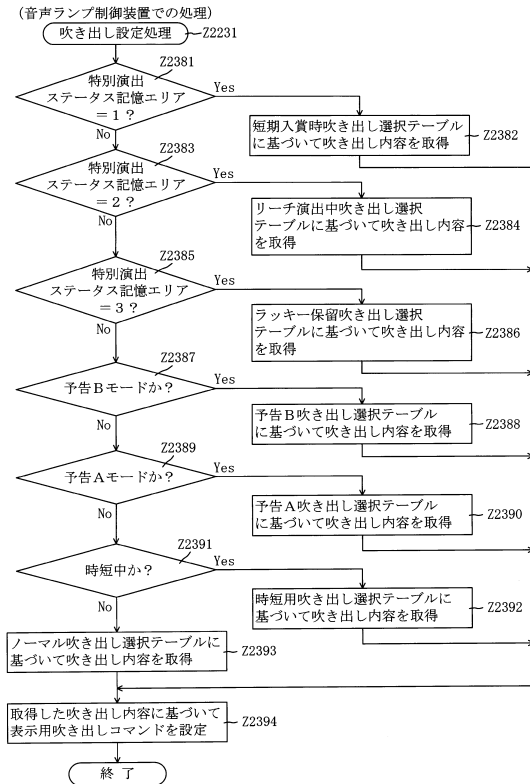 (音声ランプ制御装置での処理)
吹き出し設定処理
Z2231
Z2381
特別演出
ステータス記憶エリア
＝1？
Yes
No
短期入賞時吹き出し選択テーブル
に基づいて吹き出し内容を取得
Z2382
Z2383
特別演出
ステータス記憶エリア
＝2？
Yes
No
リーチ演出中吹き出し選択
テーブルに基づいて吹き出し内容
を取得
Z2384
Z2385
特別演出
ステータス記憶エリア
＝3？
Yes
No
ラッキー保留吹き出し選択
テーブルに基づいて吹き出し内容
を取得
Z2386
Z2387
予告Bモードか？
Yes
No
予告B吹き出し選択テーブル
に基づいて吹き出し内容を取得
Z2388
Z2389
予告Aモードか？
Yes
No
予告A吹き出し選択テーブル
に基づいて吹き出し内容を取得
Z2390
Z2391
時短中か？
Yes
No
時短用吹き出し選択テーブルに
基づいて吹き出し内容を取得
Z2392
ノーマル吹き出し選択テーブルに
基づいて吹き出し内容を取得
Z2393
取得した吹き出し内容に基づいて
表示用吹き出しコマンドを設定
Z2394
終了